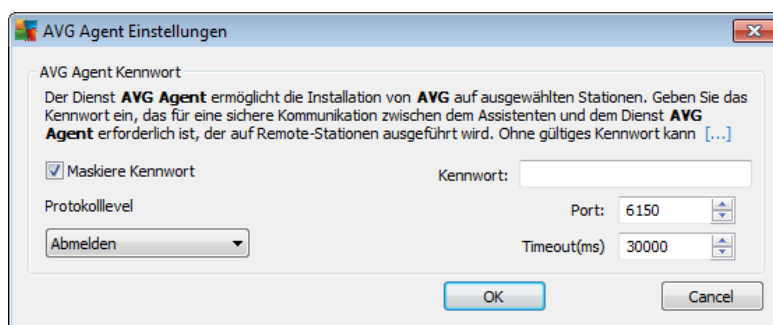 AVG Agent Einstellungen
AVG Agent Kennwort
Der Dienst AVG Agent ermöglicht die Installation von AVG auf ausgewählten Stationen. Geben Sie das
Kennwort ein, das für eine sichere Kommunikation zwischen dem Assistenten und dem Dienst AVG
Agent erforderlich ist, der auf Remote-Stationen ausgeführt wird. Ohne gültiges Kennwort kann [...]
Maskiere Kennwort
Kennwort:
Protokolllevel
Port: 6150
Abmelden
Timeout(ms) 30000
OK
Cancel